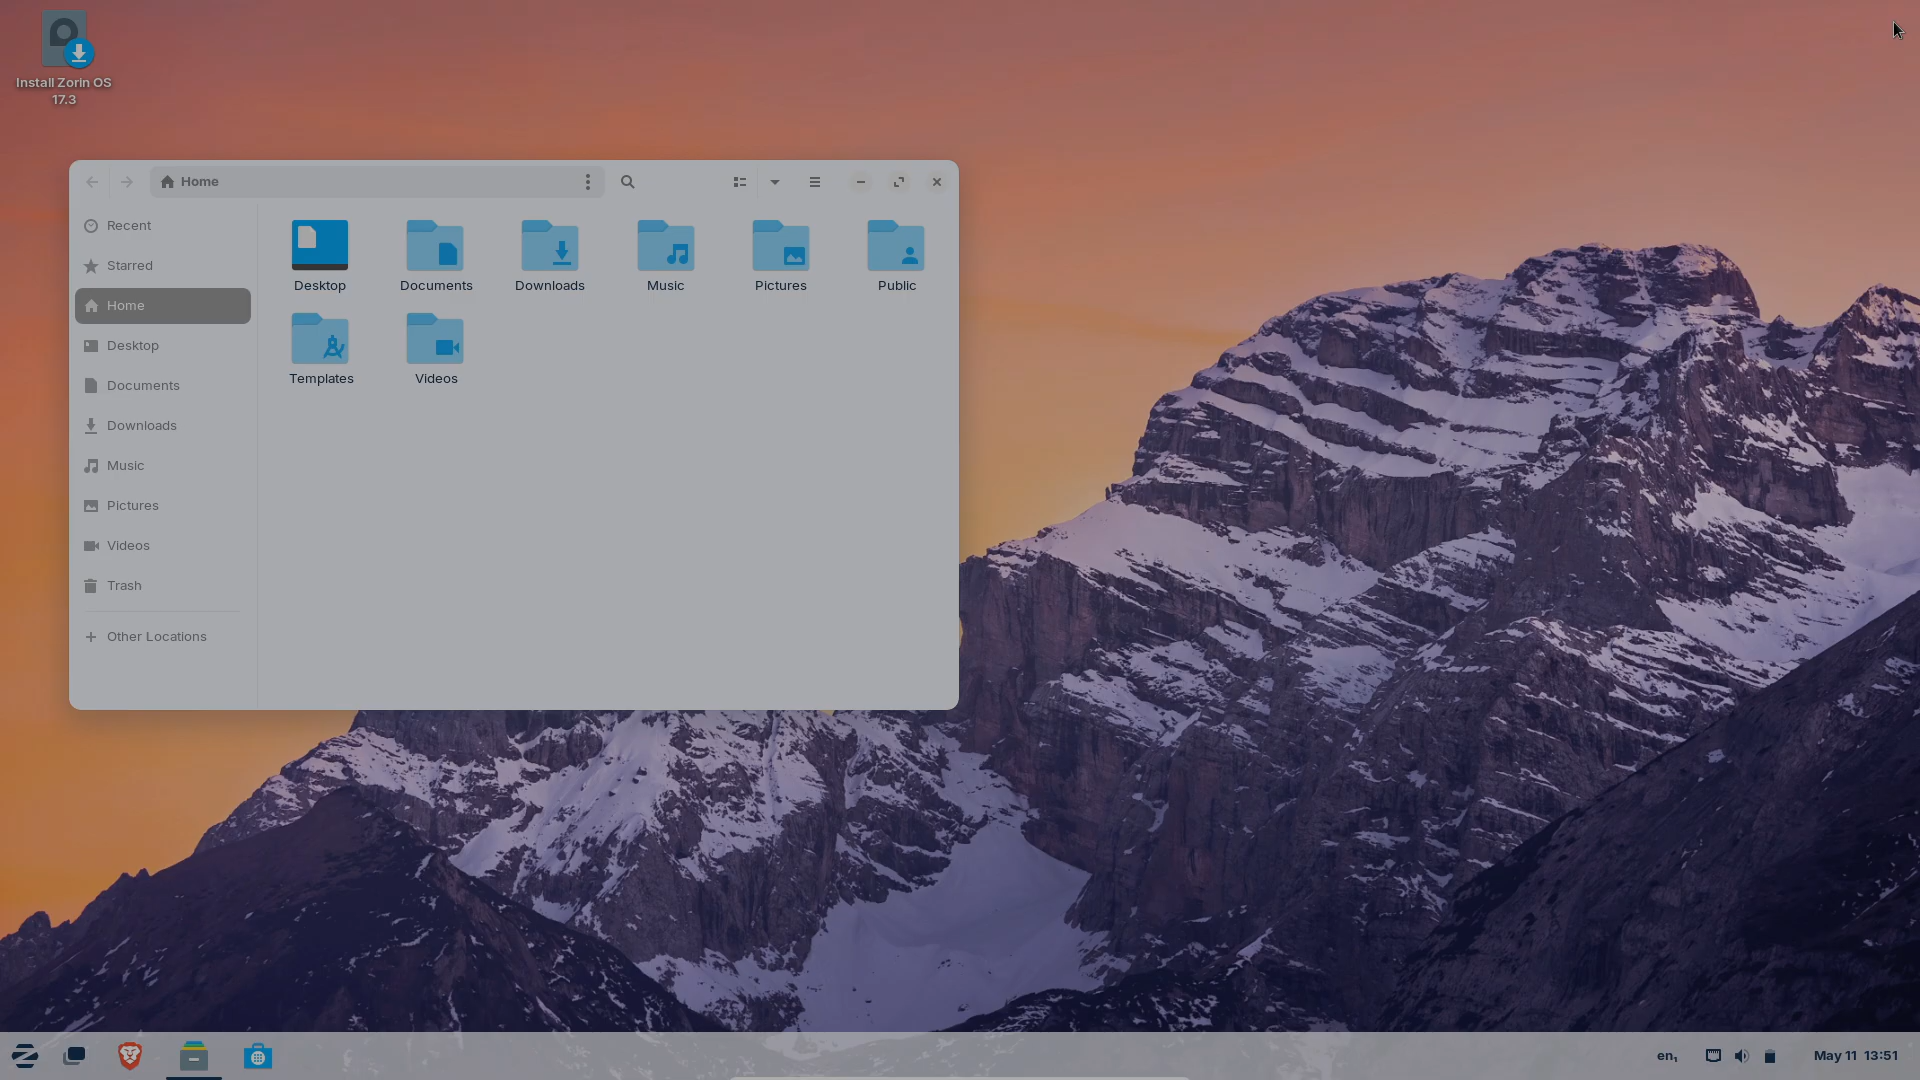 Install Zorin OS
17.3
Home
Recent
Starred
Home
Desktop
Documents
Downloads
Music
Pictures
Videos
Trash
Other Locations
Desktop
Documents
Downloads
Music
Pictures
Public
Templates
Videos
en₁
May 11 13:51